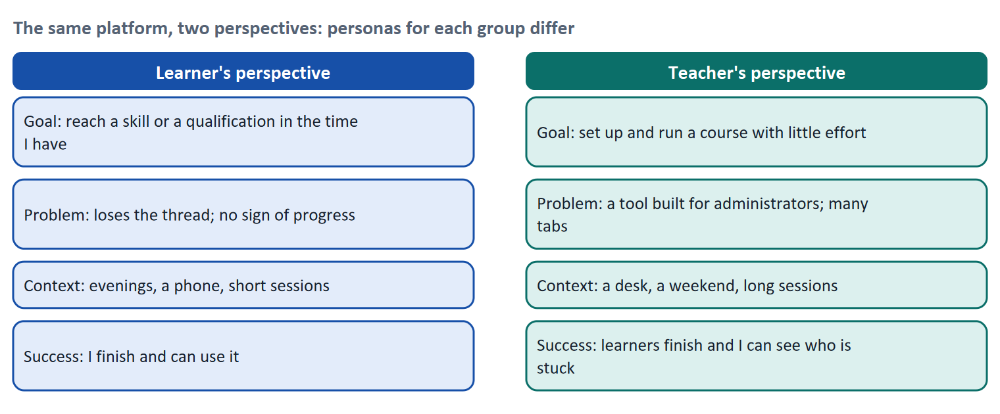 The same platform, two perspectives: personas for each group differ
Learner's perspective
Goal: reach a skill or a qualification in the time
I have
Problem: loses the thread; no sign of progress
Context: evenings, a phone, short sessions
Success: I finish and can use it
Teacher's perspective
Goal: set up and run a course with little effort
Problem: a tool built for administrators; many
tabs
Context: a desk, a weekend, long sessions
Success: learners finish and I can see who is
stuck